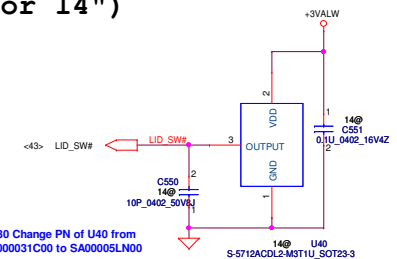 or 14")
+3VALW
2
VDD
1
14@
C551
0.1U_0402_16V4Z
2
<43> LID_SW#
LID_SW#
3
OUTPUT
GND
1
2
C550
14@
10P_0402_50V8J
1
30 Change PN of U40 from
000031C00 to SA00005LN00
14@ U40
S-5712ACDL2-M3T1U_SOT23-3